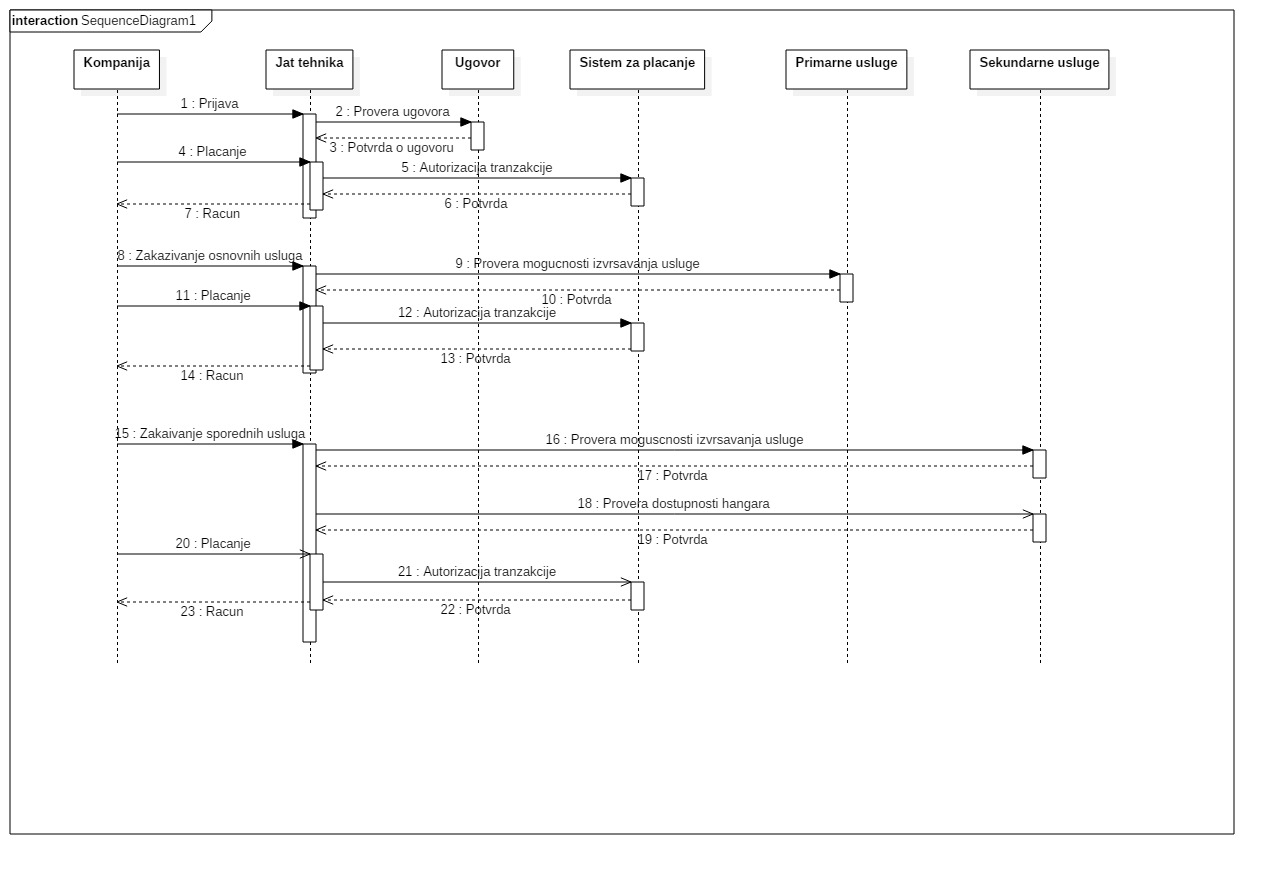 interaction SequenceDiagram1
Kompanija
Jat tehnika
Ugovor
Sistem za placanje
Primarne usluge
Sekundarne usluge
1 : Prijava
2 : Provera ugovora
3 : Potvrda o ugovoru
4 : Placanje
5 : Autorizacija tranzakcije
6 : Potvrda
7 : Racun
8 : Zakazivanje osnovnih usluga
9 : Provera mogucnosti izvrsavanja usluge
10 : Potvrda
11 : Placanje
12 : Autorizacija tranzakcije
13 : Potvrda
14 : Racun
15 : Zakaivanje sporednih usluga
16 : Provera moguscnosti izvrsavanja usluge
17 : Potvrda
18 : Provera dostupnosti hangara
19 : Potvrda
20 : Placanje
21 : Autorizacija tranzakcije
22 : Potvrda
23 : Racun